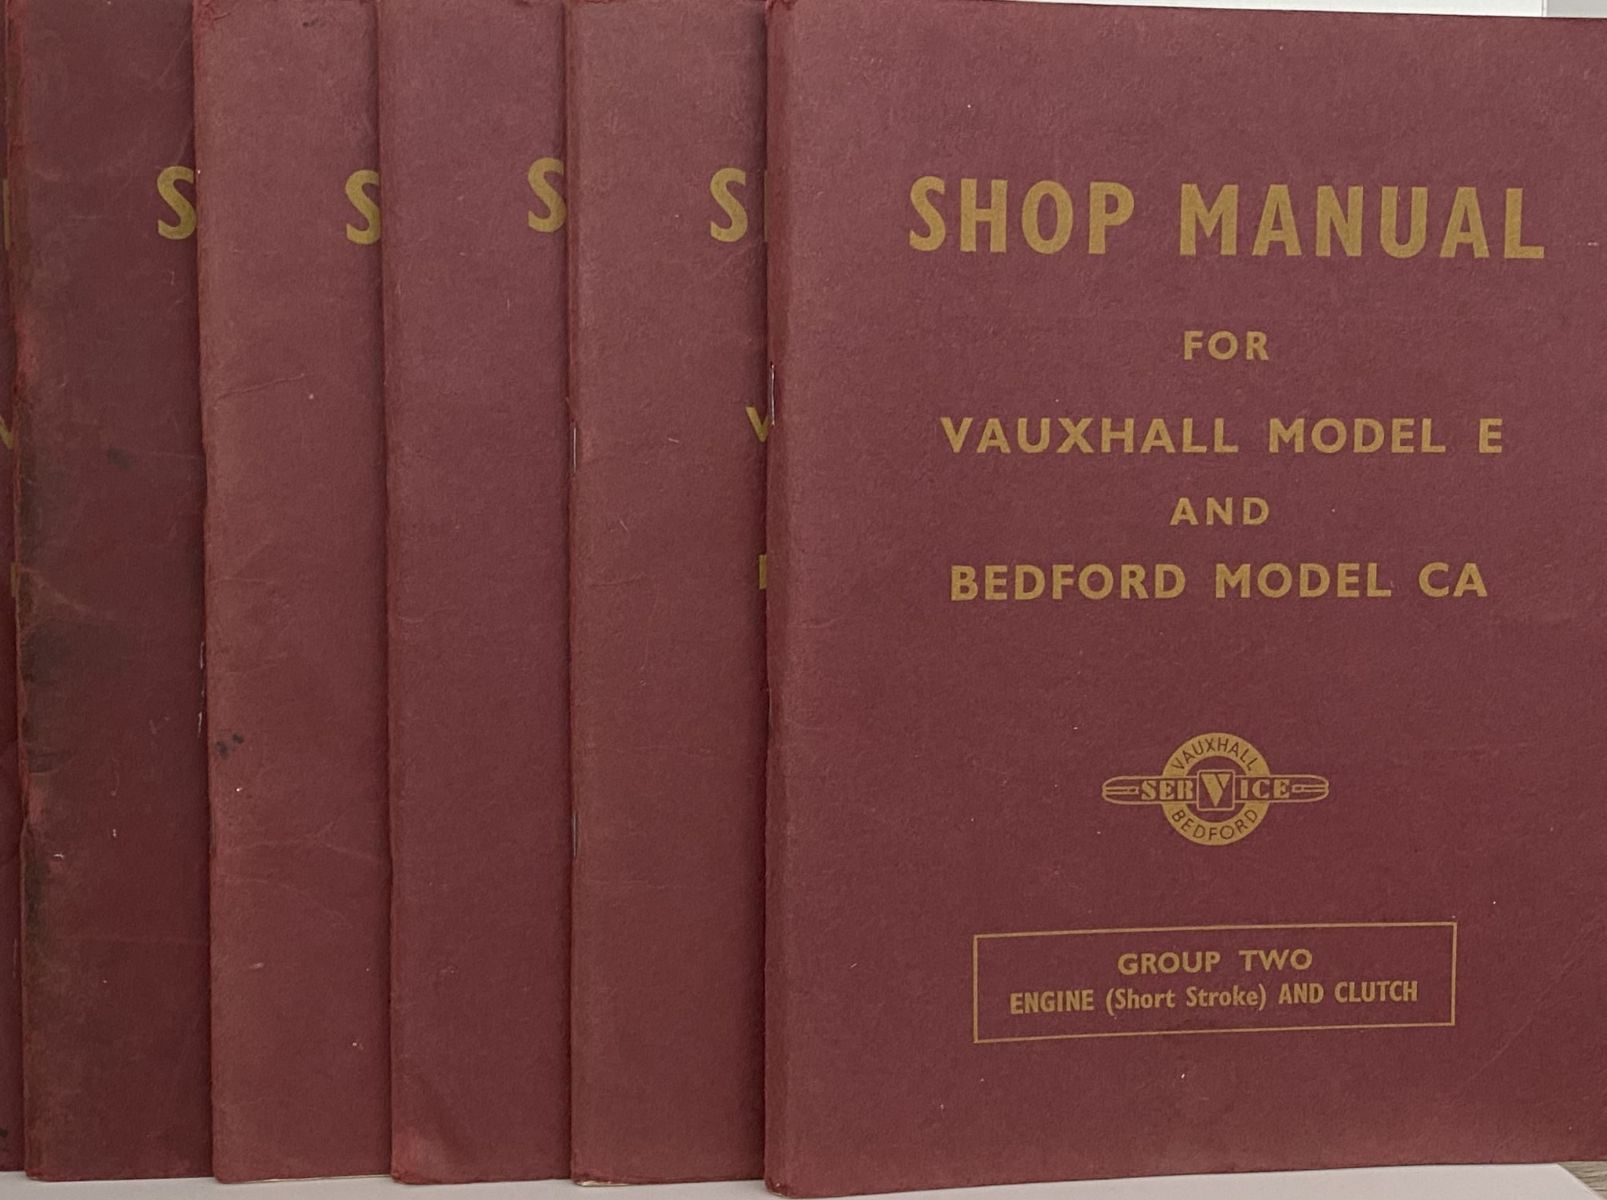 SHOP MANUAL
FOR
VAUXHALL MODEL E
AND
BEDFORD MODEL CA
VAUXHALL
SERVICE
BEDFORD
GROUP TWO
ENGINE (Short Stroke) AND CLUTCH
S
S
S
S